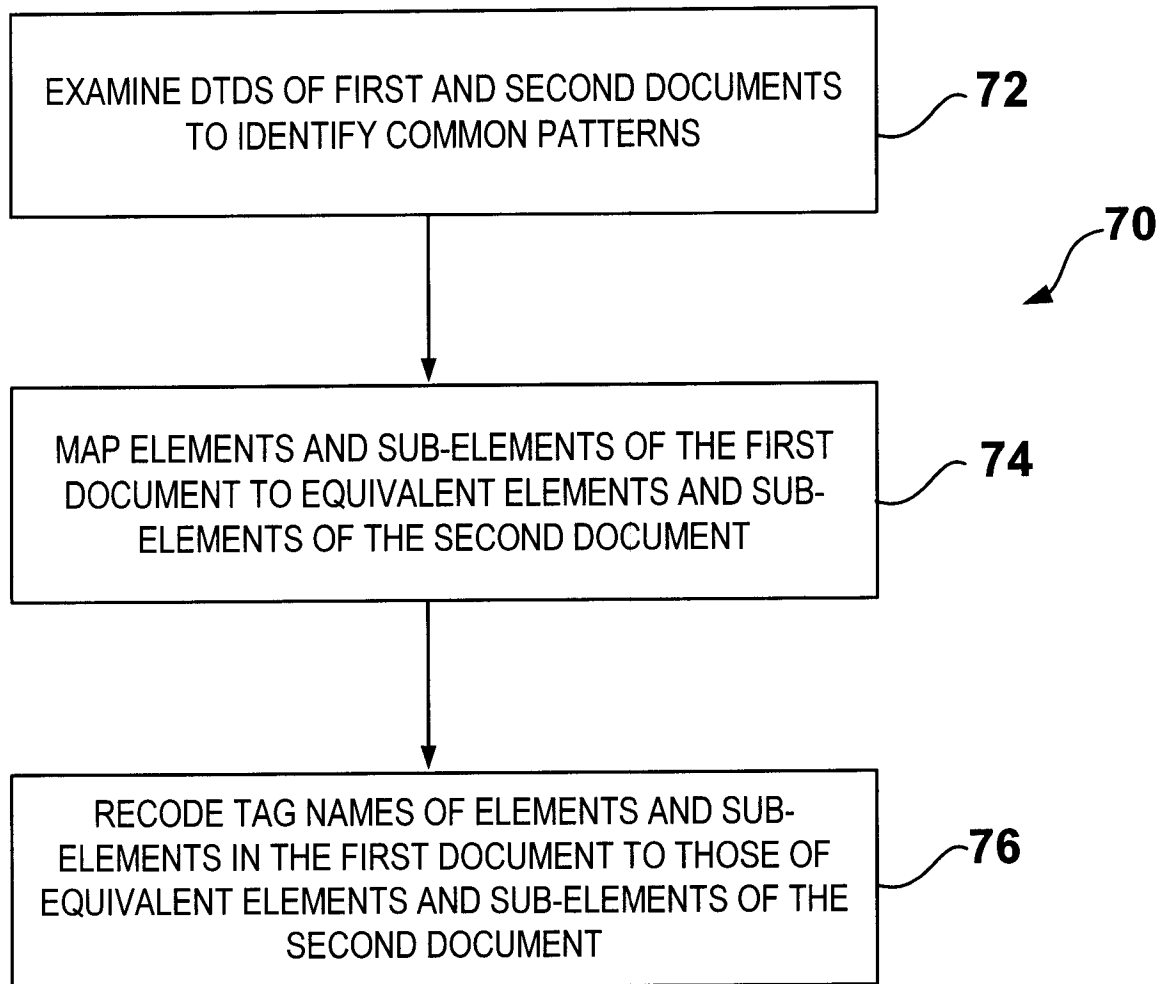 EXAMINE DTDS OF FIRST AND SECOND DOCUMENTS
TO IDENTIFY COMMON PATTERNS
72
70
MAP ELEMENTS AND SUB-ELEMENTS OF THE FIRST
DOCUMENT TO EQUIVALENT ELEMENTS AND SUB-
ELEMENTS OF THE SECOND DOCUMENT
74
RECODE TAG NAMES OF ELEMENTS AND SUB-
ELEMENTS IN THE FIRST DOCUMENT TO THOSE OF
EQUIVALENT ELEMENTS AND SUB-ELEMENTS OF THE
SECOND DOCUMENT
76